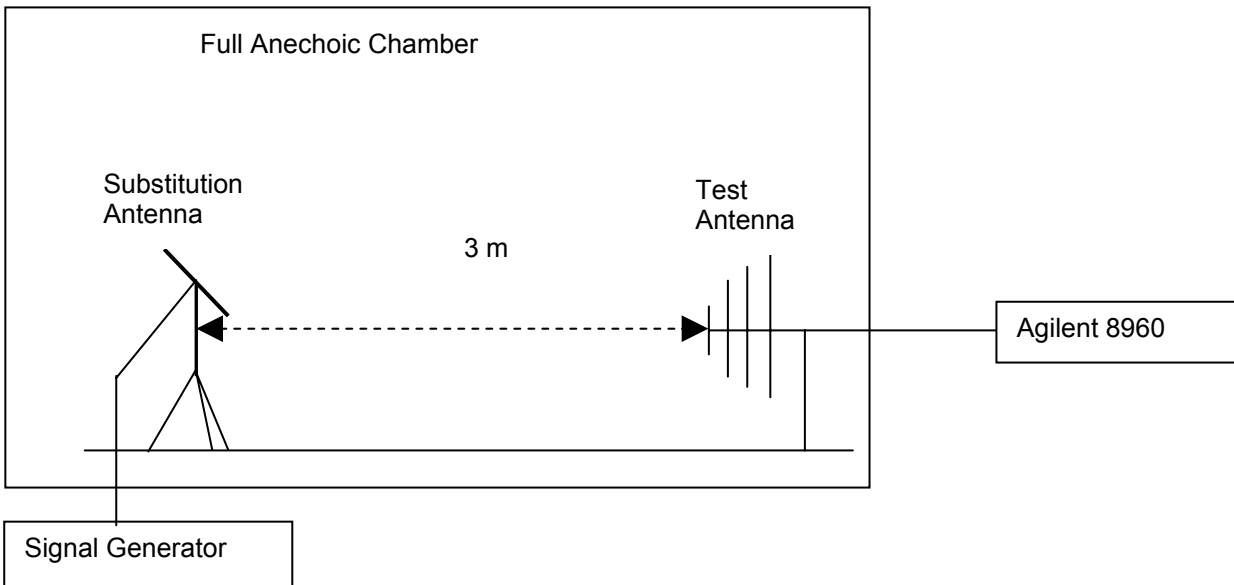 Full Anechoic Chamber
Substitution
Antenna
3 m
Test
Antenna
Agilent 8960
Signal Generator